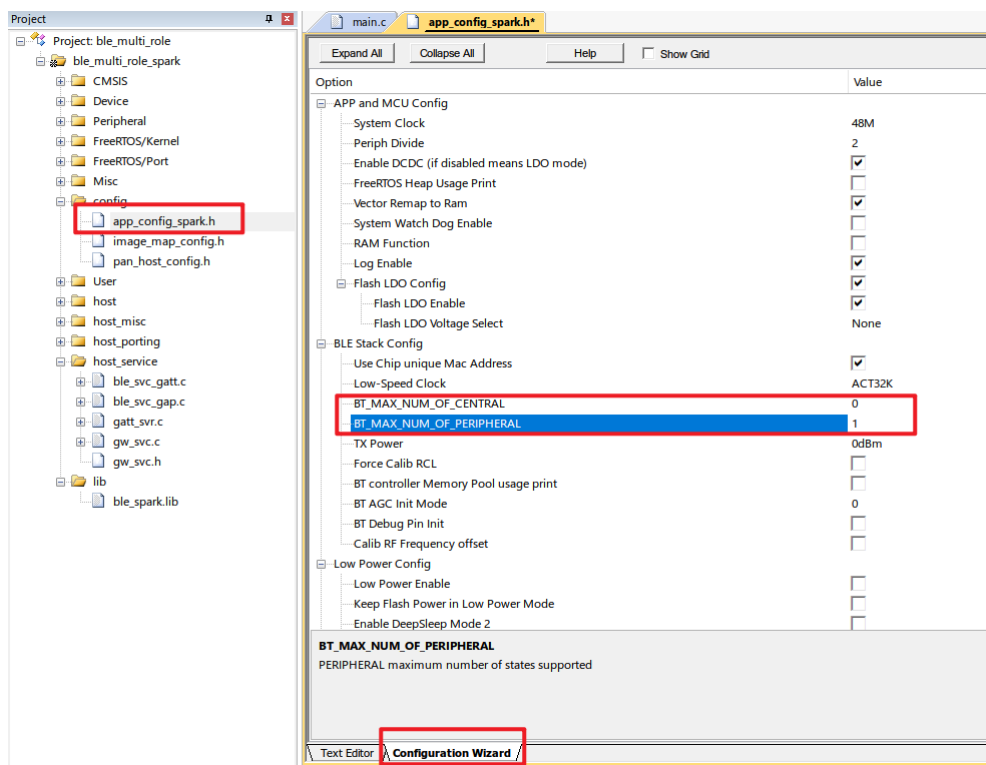 Project
Project: ble_multi_role
ble_multi_role_spark
CMSIS
Device
Peripheral
FreeRTOS/Kernel
FreeRTOS/Port
Misc
config
app_config_spark.h
image_map_config.h
pan_host_config.h
User
host
host_misc
host_porting
host_service
ble_svc_gatt.c
ble_svc_gap.c
gatt_svr.c
gw_svc.c
gw_svc.h
lib
ble_spark.lib
main.c app_config_spark.h*
Expand All Collapse All Help Show Grid
Option Value
APP and MCU Config
System Clock 48M
Periph Divide 2
Enable DCDC (if disabled means LDO mode)
FreeRTOS Heap Usage Print
Vector Remap to Ram
System Watch Dog Enable
RAM Function
Log Enable
Flash LDO Config
Flash LDO Enable
Flash LDO Voltage Select None
BLE Stack Config
Use Chip unique Mac Address
Low-Speed Clock ACT32K
BT_MAX_NUM_OF_CENTRAL 0
BT_MAX_NUM_OF_PERIPHERAL 1
TX Power 0dBm
Force Calib RCL
BT controller Memory Pool usage print
BT AGC Init Mode 0
BT Debug Pin Init
Calib RF Frequency offset
Low Power Config
Low Power Enable
Keep Flash Power in Low Power Mode
Enable DeepSleep Mode 2
BT_MAX_NUM_OF_PERIPHERAL
PERIPHERAL maximum number of states supported
Text Editor Configuration Wizard